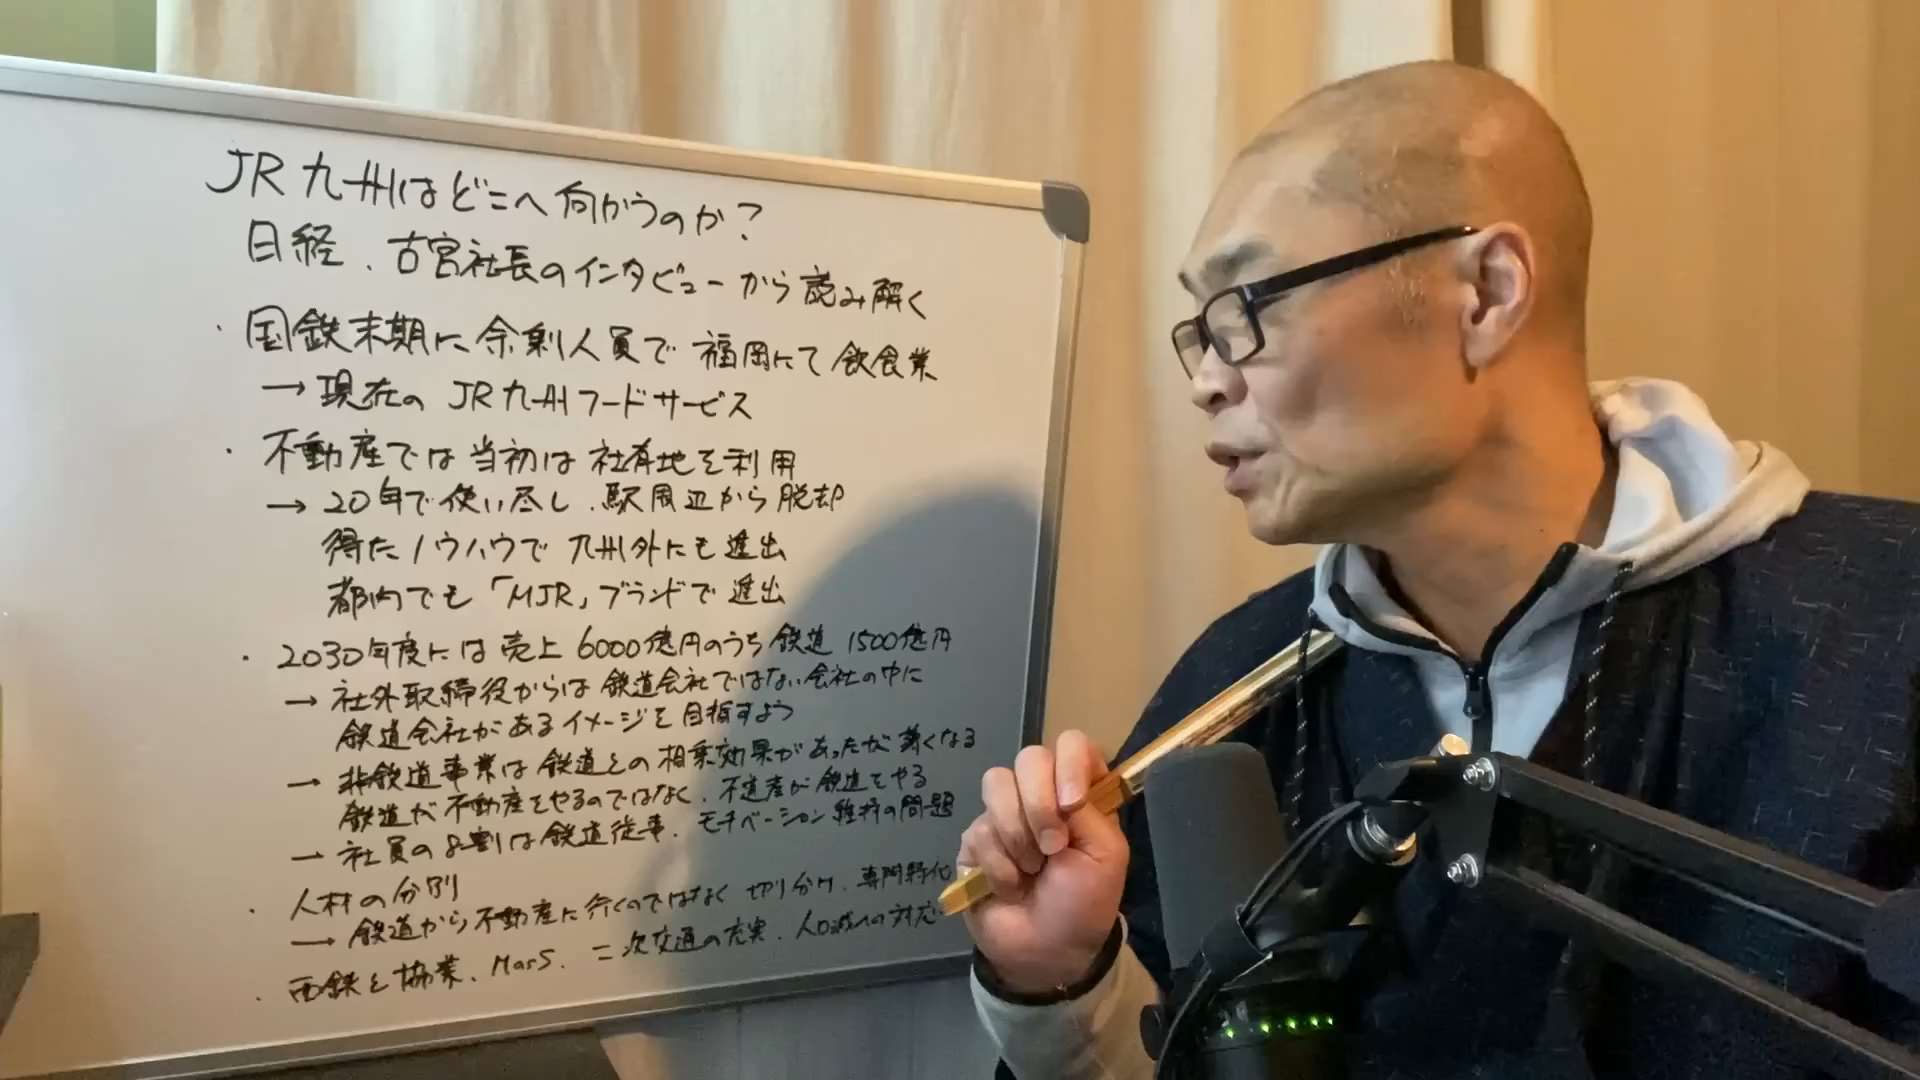 JR九州はどこへ向かうのか?
日経、古宮社長のインタビューから読み解く
・国鉄末期に余剰人員で福岡にて飲食業
→現在のJR九州フードサービス
・不動産では当初は社有地を利用
→20年で使い尽し、駅周辺から脱却
得たノウハウで九州外にも進出
都内でも「MJR」ブランドで進出
・2030年度には売上6000億円のうち鉄道1500億円
→社外取締役からは鉄道会社ではない会社の中に
鉄道会社があるイメージを目指すよう
→非鉄道事業は鉄道との相乗効果があったが薄くなる
鉄道が不動産をやるのではなく、不動産が鉄道をやる
→社員の8割は鉄道従事、モチベーション維持の問題
・人材の分別
→鉄道から不動産に行くのではなく切り分け、専門特化
・西鉄と協業、MaaS、二次交通の充実、人口減への対応